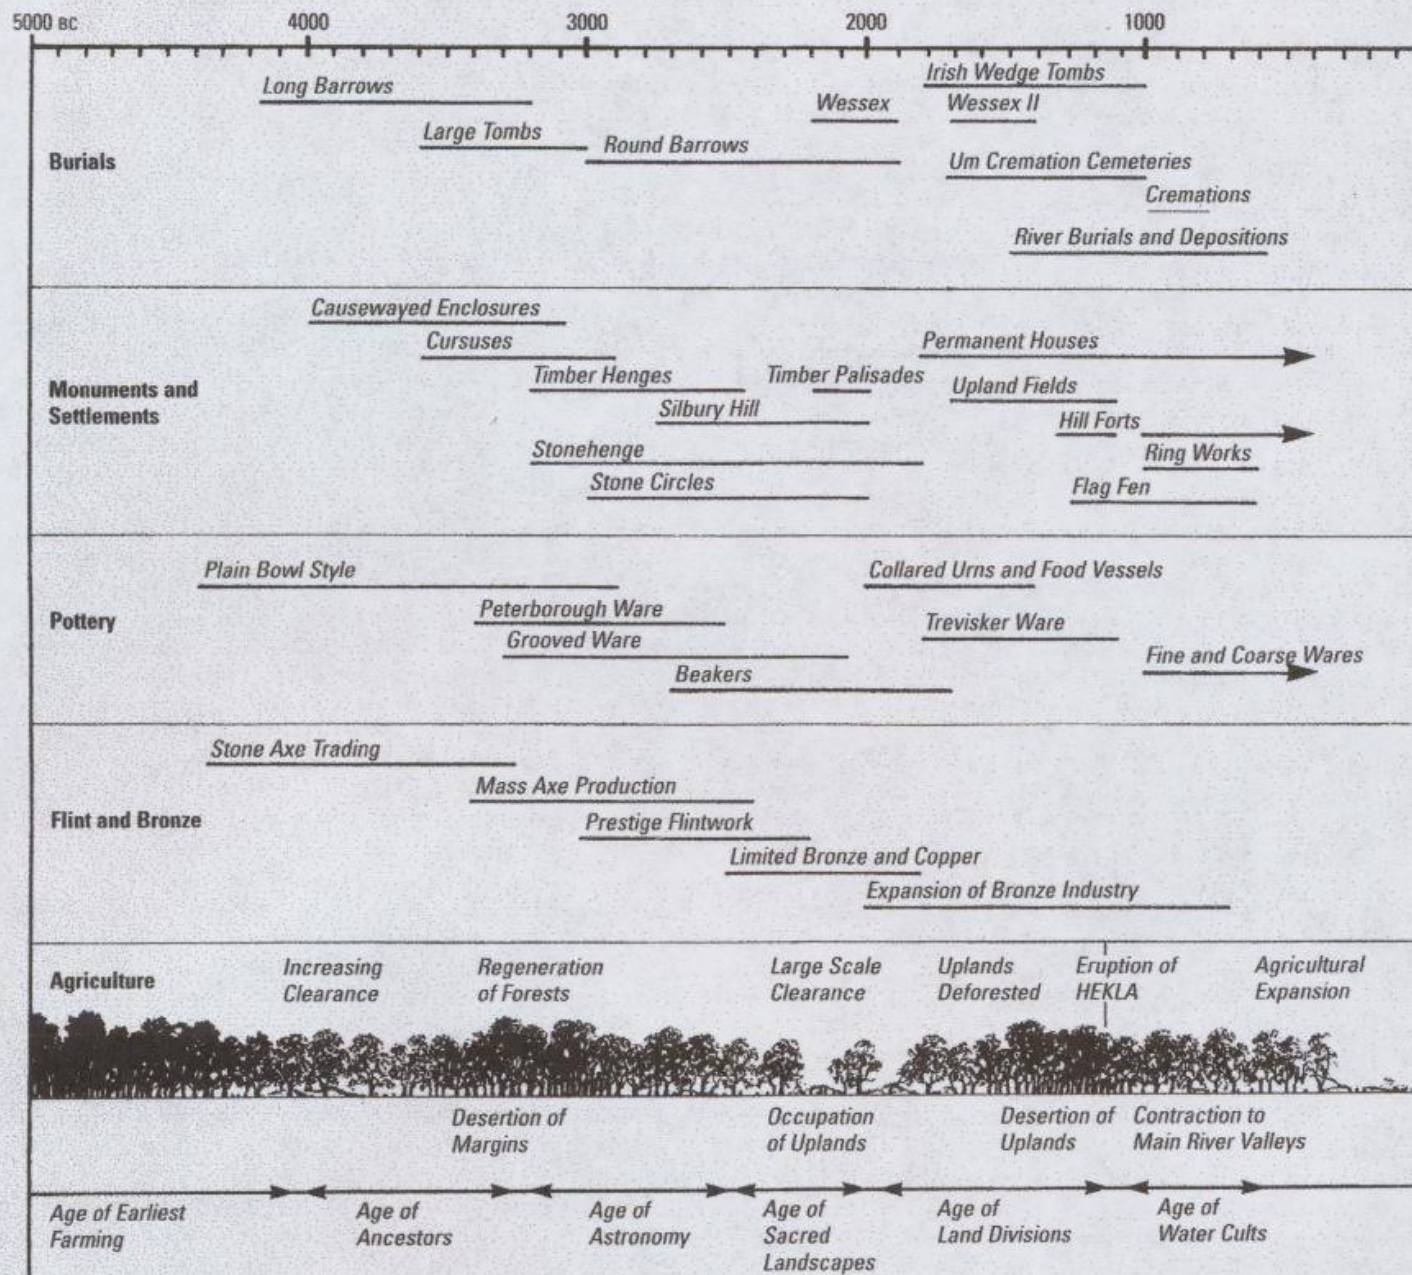 5000 BC 4000 3000 2000 1000
Burials
Long Barrows
Large Tombs
Round Barrows
Wessex
Irish Wedge Tombs
Wessex II
Um Cremation Cemeteries
Cremations
River Burials and Depositions
Monuments and
Settlements
Causewayed Enclosures
Cursuses
Timber Henges
Timber Palisades
Silbury Hill
Stonehenge
Stone Circles
Permanent Houses
Upland Fields
Hill Forts
Ring Works
Flag Fen
Pottery
Plain Bowl Style
Peterborough Ware
Grooved Ware
Beakers
Collared Urns and Food Vessels
Trevisker Ware
Fine and Coarse Wares
Flint and Bronze
Stone Axe Trading
Mass Axe Production
Prestige Flintwork
Limited Bronze and Copper
Expansion of Bronze Industry
Agriculture
Increasing
Clearance
Regeneration
of Forests
Large Scale
Clearance
Uplands
Deforested
Eruption of
HEKLA
Agricultural
Expansion
Desertion of
Margins
Occupation
of Uplands
Desertion of
Uplands
Contraction to
Main River Valleys
Age of Earliest
Farming
Age of
Ancestors
Age of
Astronomy
Age of
Sacred
Landscapes
Age of
Land Divisions
Age of
Water Cults